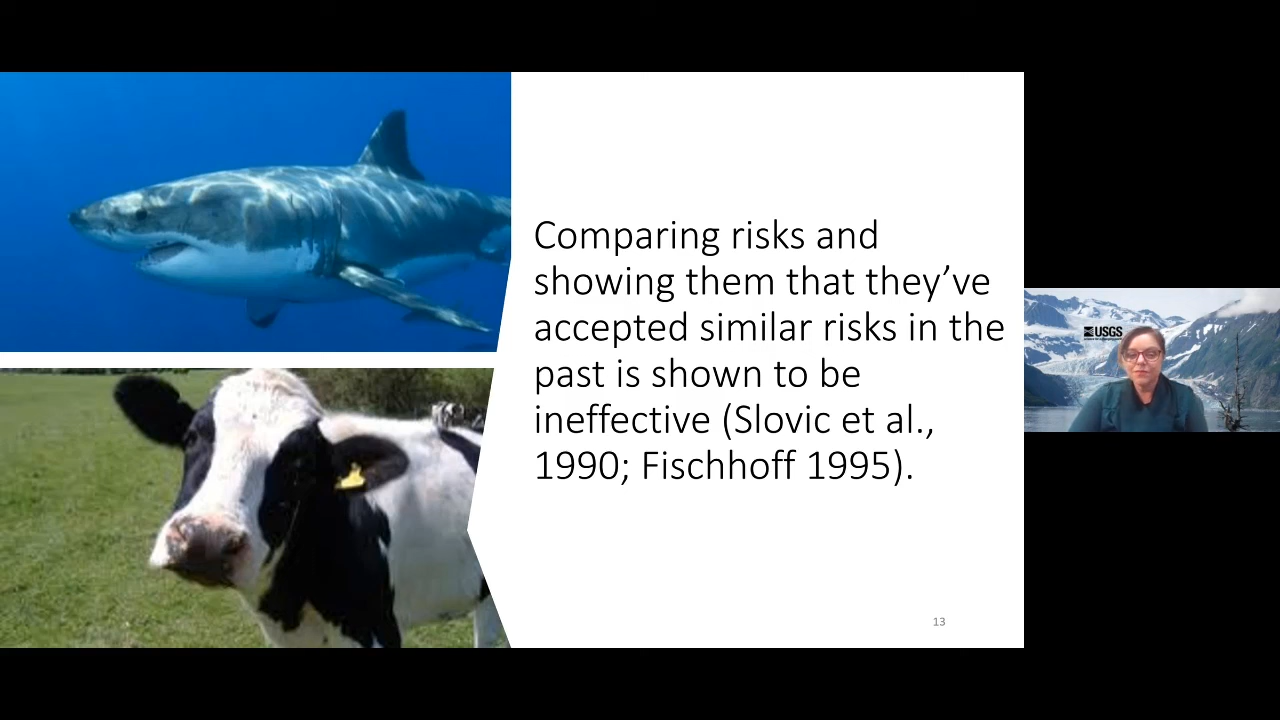 Comparing risks and
showing them that they’ve
accepted similar risks in the
past is shown to be
ineffective (Slovic et al.,
1990; Fischhoff 1995).
13
USGS